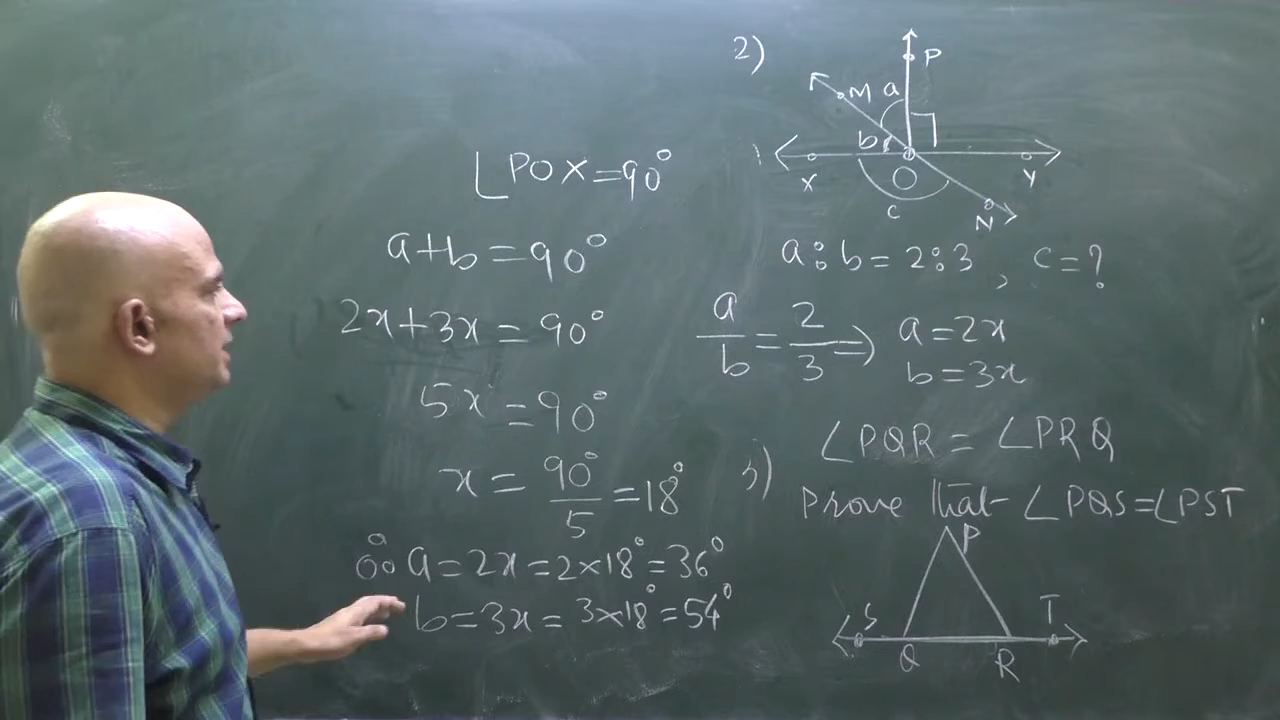 ∠POX=90°
a+b=90°
2x+3x=90°
5x=90°
x=90°/5=18°
∴ a=2x=2×18°=36°
b=3x=3×18°=54°
2)
P
M a
b
X O Y
c
N
a:b=2:3, c=?
a/b=2/3⇒ a=2x
b=3x
∠PQR=∠PRQ
3)
Prove that ∠PQS=∠PST
P
S T
Q R